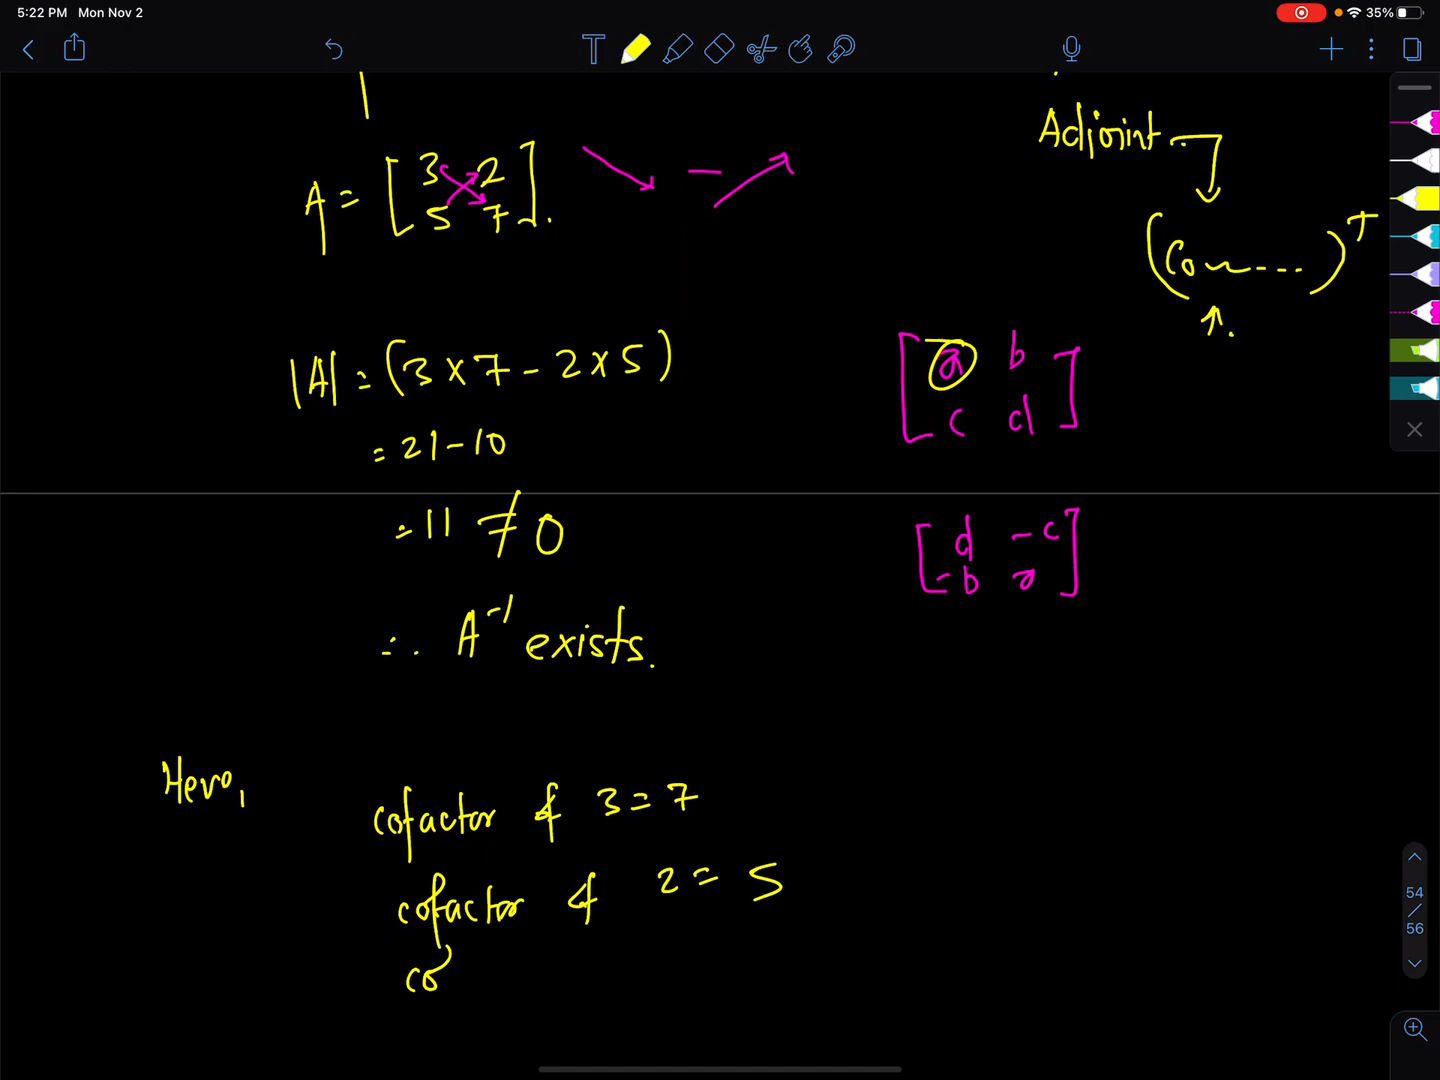 5:22 PM Mon Nov 2
35%
Adjoint
A = [ 3 2
5 7 ].
(Co ... )ᵀ
|A| = (3 × 7 - 2 × 5)
= 21 - 10
= 11 ≠ 0
∴ A⁻¹ exists.
[ a b
c d ]
[ d -c
-b a ]
Here,
cofactor of 3 = 7
cofactor of 2 = 5
co
54
/
56